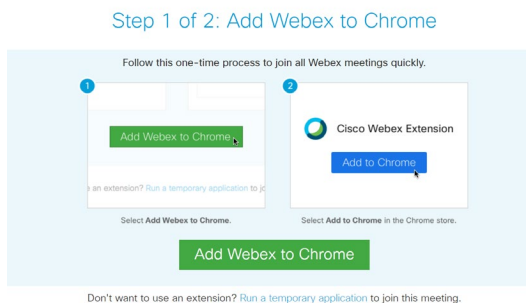 Step 1 of 2: Add Webex to Chrome
Follow this one-time process to join all Webex meetings quickly.
1
Add Webex to Chrome
an extension? Run a temporary application to jo
Select Add Webex to Chrome.
2
Cisco Webex Extension
Add to Chrome
Select Add to Chrome in the Chrome store.
Add Webex to Chrome
Don't want to use an extension? Run a temporary application to join this meeting.